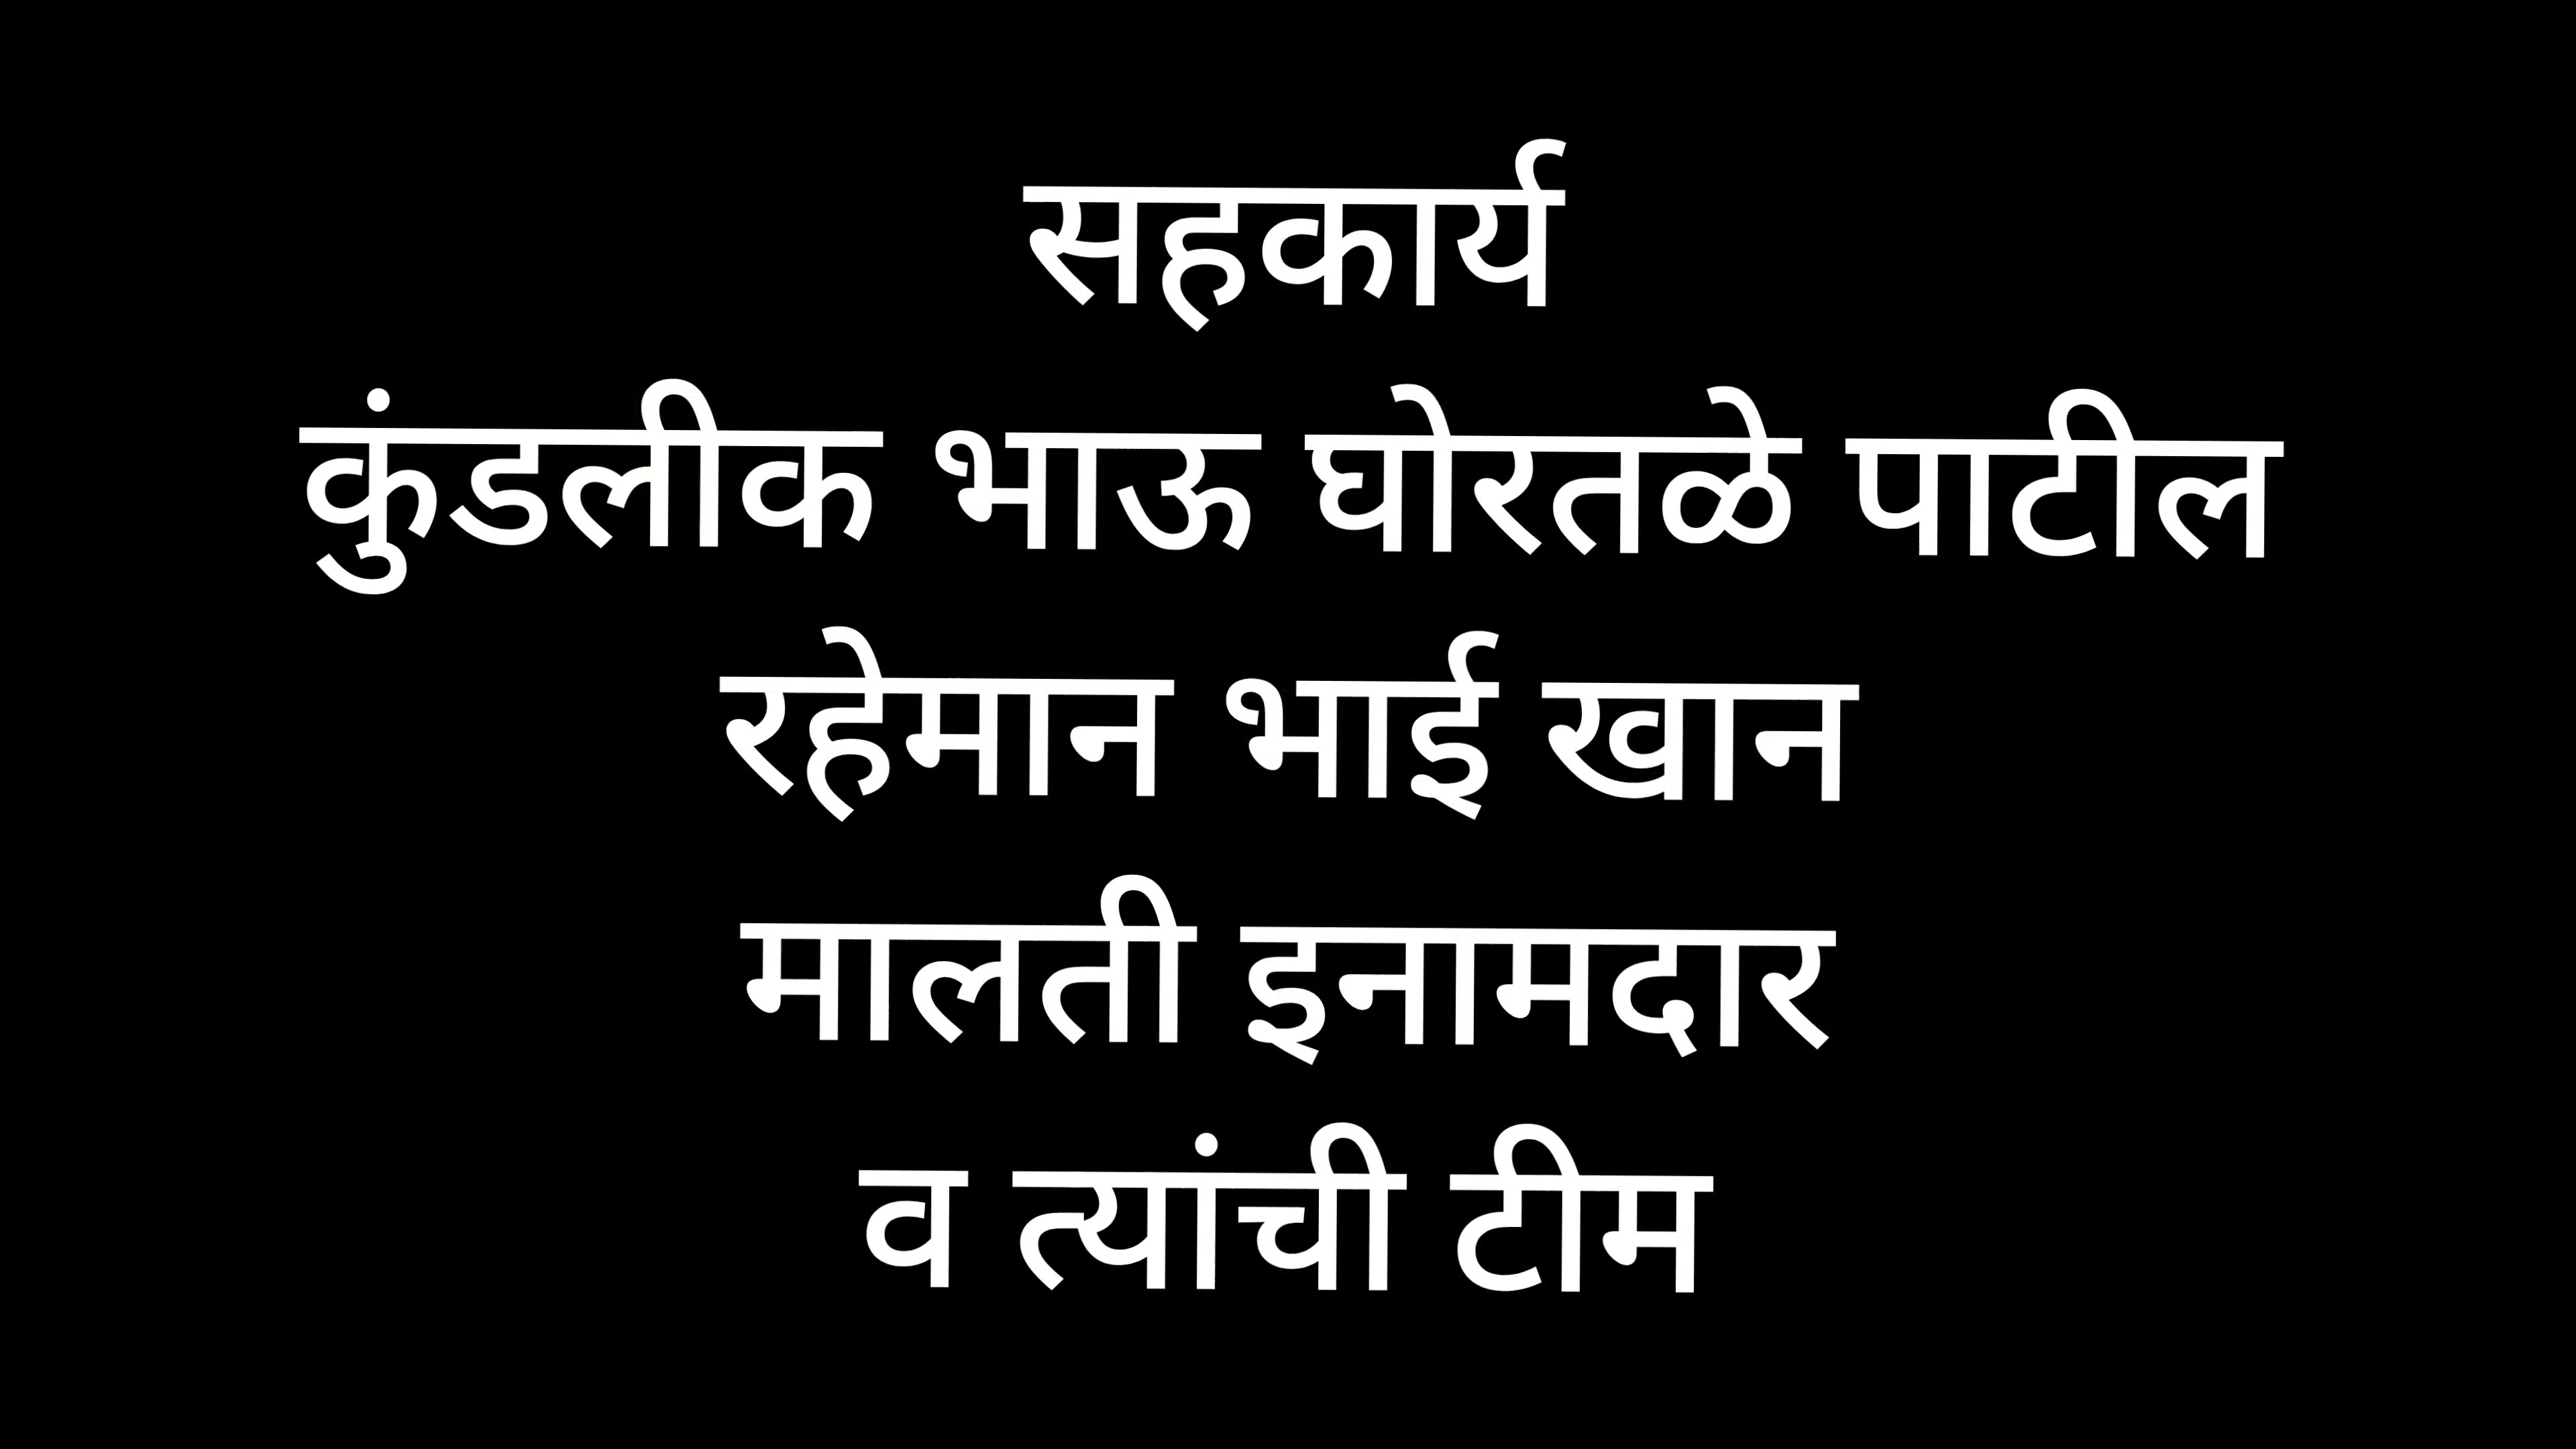 सहकार्य
कुंडलीक भाऊ घोरतळे पाटील
रहेमान भाई खान
मालती इनामदार
व त्यांची टीम